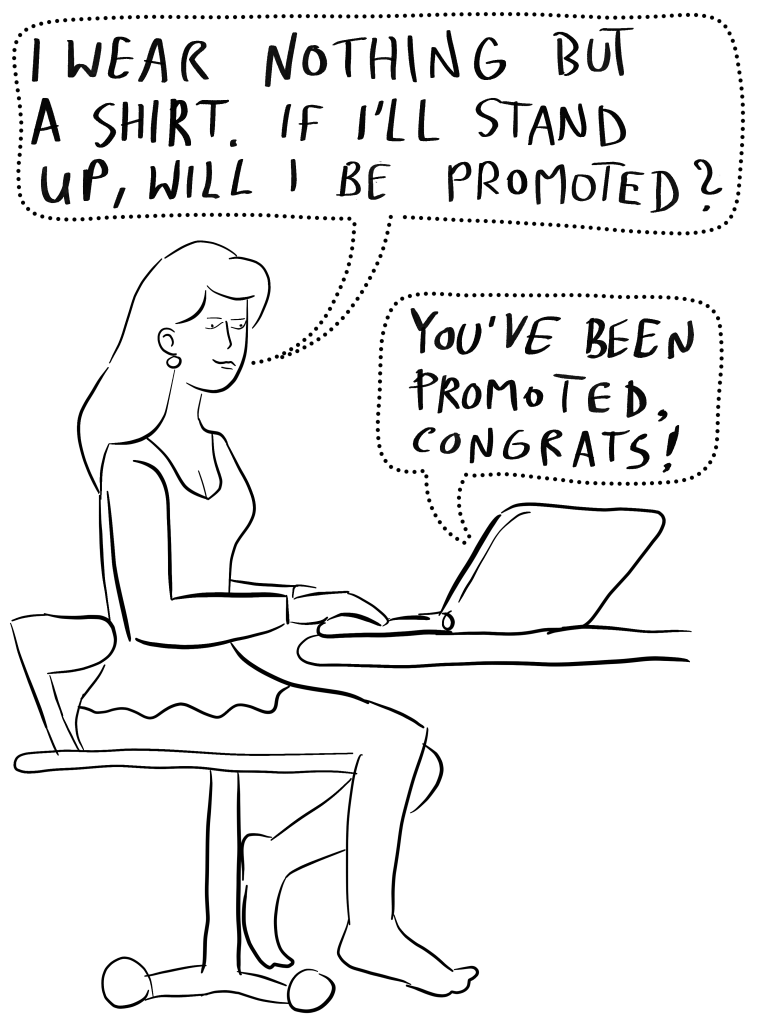 I WEAR NOTHING BUT
A SHIRT. IF I'LL STAND
UP, WILL I BE PROMOTED?
YOU'VE BEEN
PROMOTED,
CONGRATS!